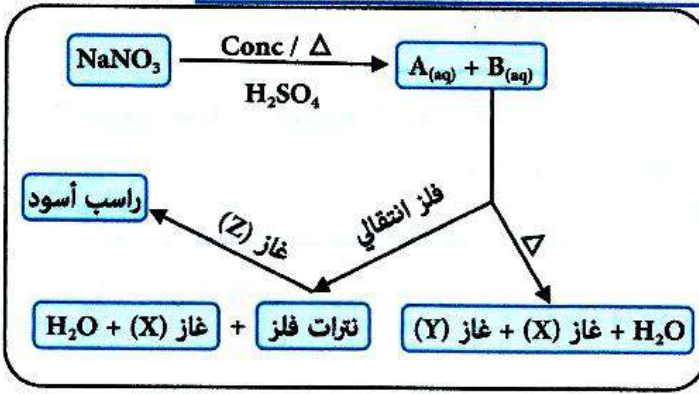 NaNO₃
Conc / Δ
H₂SO₄
A(aq) + B(aq)
راسب أسود
غاز (Z)
فلز انتقالي
Δ
نترات فلز + غاز (X) + H₂O
H₂O + غاز (X) + غاز (Y)